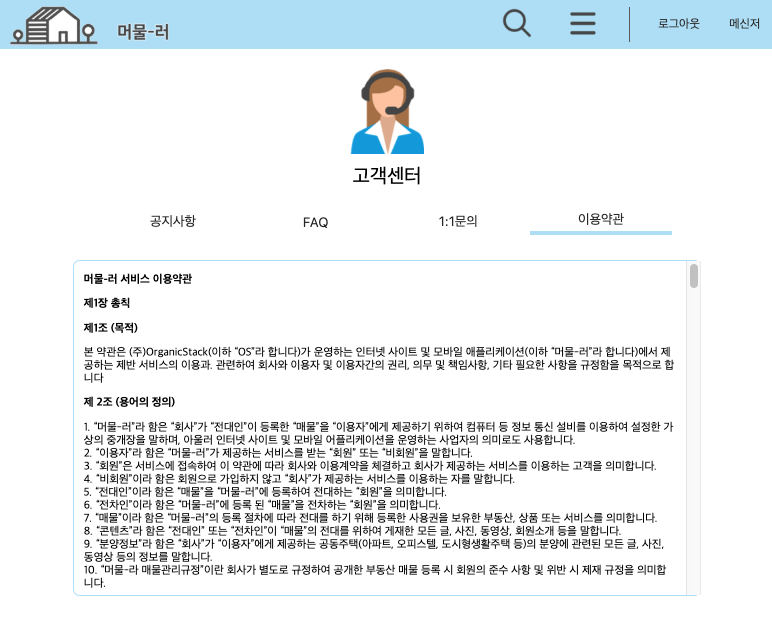 머물-러
로그아웃
메신저
고객센터
공지사항
FAQ
1:1문의
이용약관
머물-러 서비스 이용약관
제1장 총칙
제1조 (목적)
본 약관은 (주)OrganicStack(이하 “OS”라 합니다)가 운영하는 인터넷 사이트 및 모바일 애플리케이션(이하 “머물-러”라 합니다)에서 제
공하는 제반 서비스의 이용과. 관련하여 회사와 이용자 및 이용자간의 권리, 의무 및 책임사항, 기타 필요한 사항을 규정함을 목적으로 합
니다
제 2조 (용어의 정의)
1. “머물-러”라 함은 “회사”가 “전대인”이 등록한 “매물”을 “이용자”에게 제공하기 위하여 컴퓨터 등 정보 통신 설비를 이용하여 설정한 가
상의 중개장을 말하며, 아울러 인터넷 사이트 및 모바일 어플리케이션을 운영하는 사업자의 의미로도 사용합니다.
2. “이용자”라 함은 “머물-러”가 제공하는 서비스를 받는 “회원” 또는 “비회원”을 말합니다.
3. “회원”은 서비스에 접속하여 이 약관에 따라 회사와 이용계약을 체결하고 회사가 제공하는 서비스를 이용하는 고객을 의미합니다.
4. “비회원”이라 함은 회원으로 가입하지 않고 “회사”가 제공하는 서비스를 이용하는 자를 말합니다.
5. “전대인”이라 함은 “매물”을 “머물-러”에 등록하여 전대하는 “회원”을 의미합니다.
6. “전차인”이라 함은 “머물-러”에 등록 된 “매물”을 전차하는 “회원”을 의미합니다.
7. “매물”이라 함은 “머물-러”의 등록 절차에 따라 전대를 하기 위해 등록한 사용권을 보유한 부동산, 상품 또는 서비스를 의미합니다.
8. “콘텐츠”라 함은 “전대인” 또는 “전차인”이 “매물”의 전대를 위하여 게재한 모든 글, 사진, 동영상, 회원소개 등을 말합니다.
9. “분양정보”라 함은 “회사”가 “이용자”에게 제공하는 공동주택(아파트, 오피스텔, 도시형생활주택 등)의 분양에 관련된 모든 글, 사진,
동영상 등의 정보를 말합니다.
10. “머물-라 매물관리규정”이란 회사가 별도로 규정하여 공개한 부동산 매물 등록 시 회원의 준수 사항 및 위반 시 제재 규정을 의미합
니다.